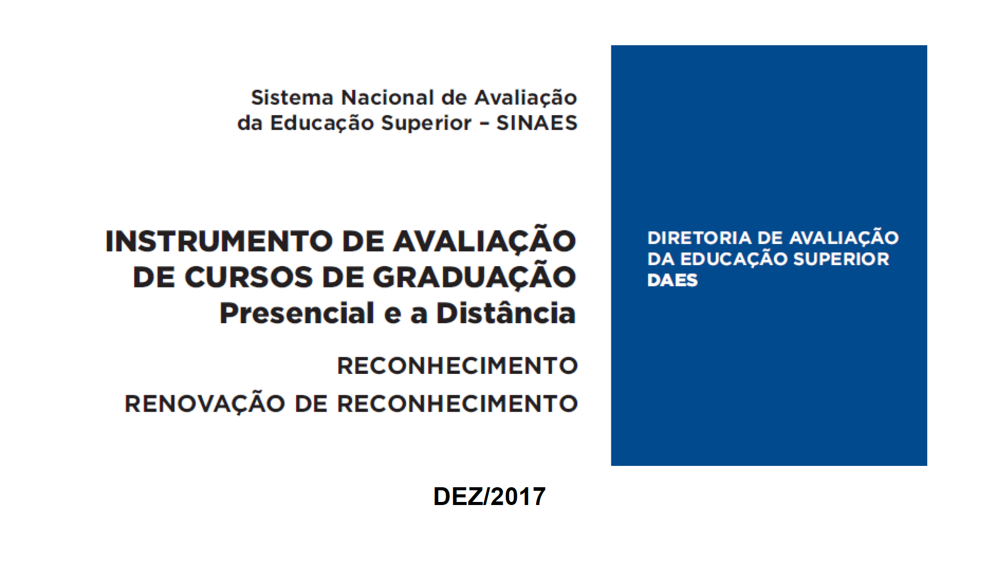 Sistema Nacional de Avaliação
da Educação Superior – SINAES
INSTRUMENTO DE AVALIAÇÃO
DE CURSOS DE GRADUAÇÃO
Presencial e a Distância
RECONHECIMENTO
RENOVAÇÃO DE RECONHECIMENTO
DIRETORIA DE AVALIAÇÃO
DA EDUCAÇÃO SUPERIOR
DAES
DEZ/2017